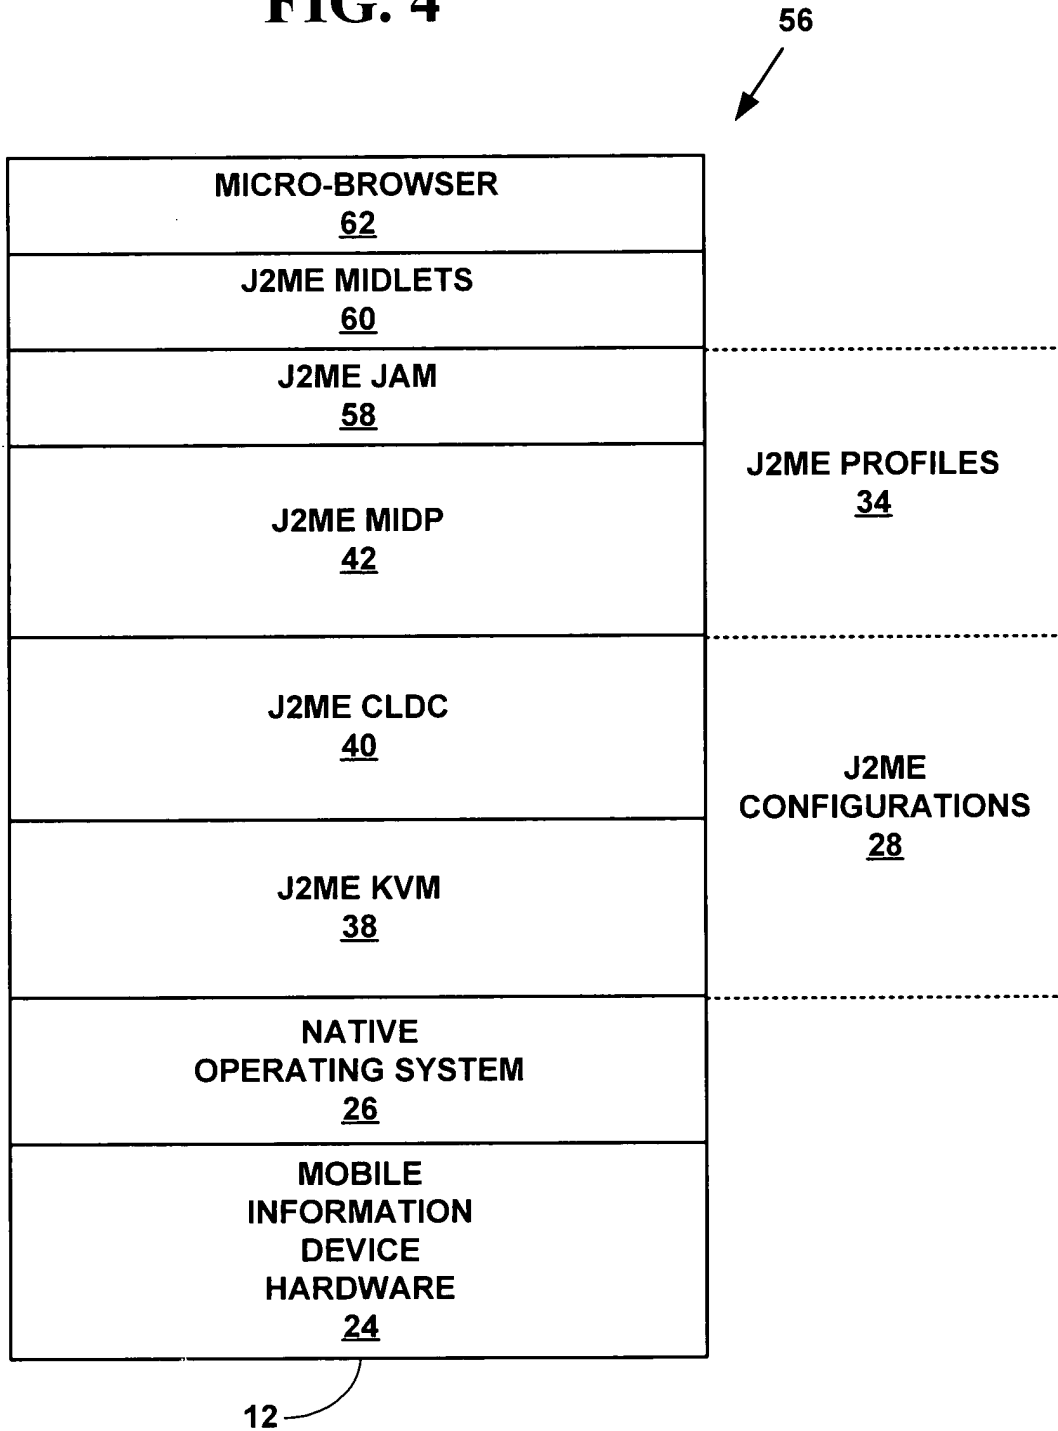 FIG. 4
56
MICRO-BROWSER
62
J2ME MIDLETS
60
J2ME JAM
58
J2ME MIDP
42
J2ME PROFILES
34
J2ME CLDC
40
J2ME
CONFIGURATIONS
28
J2ME KVM
38
NATIVE
OPERATING SYSTEM
26
MOBILE
INFORMATION
DEVICE
HARDWARE
24
12